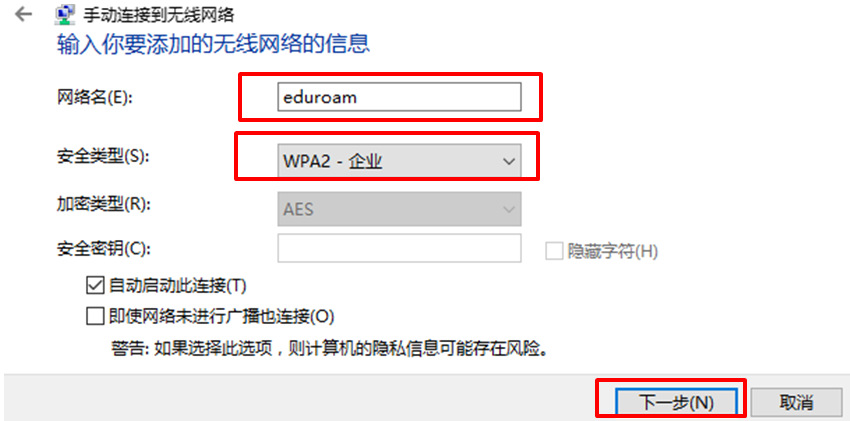 手动连接到无线网络
输入你要添加的无线网络的信息
网络名(E): eduroam
安全类型(S): WPA2 - 企业
加密类型(R): AES
安全密钥(C): 隐藏字符(H)
自动启动此连接(T)
即使网络未进行广播也连接(O)
警告: 如果选择此选项，则计算机的隐私信息可能存在风险。
下一步(N) 取消